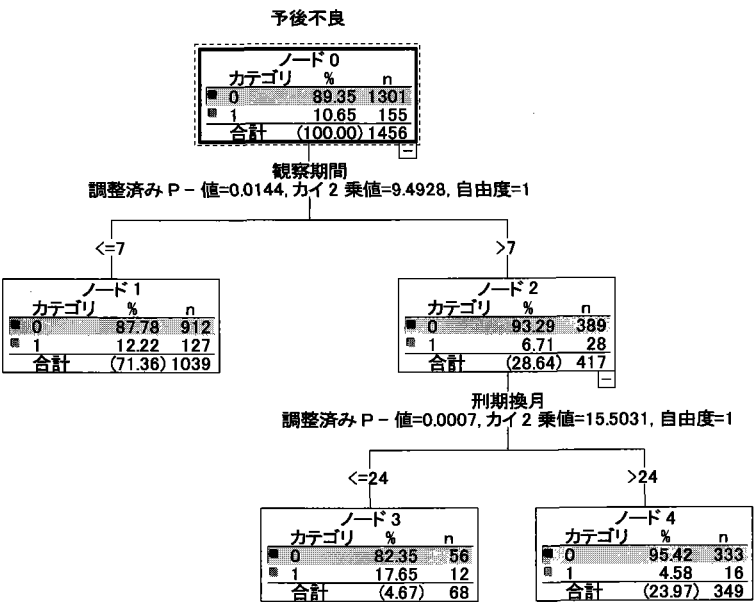 予後不良
ノード 0
カテゴリ % n
0 89.35 1301
1 10.65 155
合計 (100.00) 1456
観察期間
調整済み P - 値=0.0144, カイ 2 乗値=9.4928, 自由度=1
<=7 >7
ノード 1
カテゴリ % n
0 87.78 912
1 12.22 127
合計 (71.36) 1039
ノード 2
カテゴリ % n
0 93.29 389
1 6.71 28
合計 (28.64) 417
刑期換月
調整済み P - 値=0.0007, カイ 2 乗値=15.5031, 自由度=1
<=24 >24
ノード 3
カテゴリ % n
0 82.35 56
1 17.65 12
合計 (4.67) 68
ノード 4
カテゴリ % n
0 95.42 333
1 4.58 16
合計 (23.97) 349